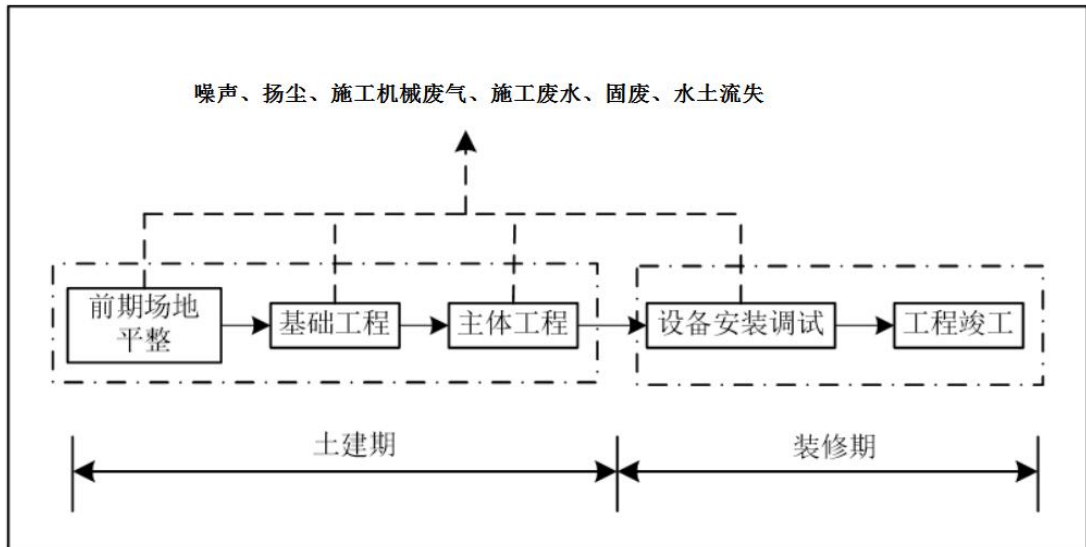 噪声、扬尘、施工机械废气、施工废水、固废、水土流失
前期场地
平整
基础工程
主体工程
设备安装调试
工程竣工
土建期
装修期